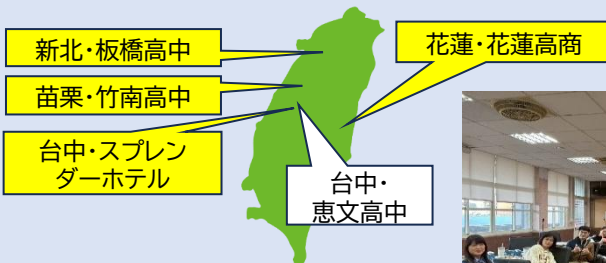 新北・板橋高中
花蓮・花蓮高商
苗栗・竹南高中
台中・スプレン
ダーホテル
台中・
恵文高中